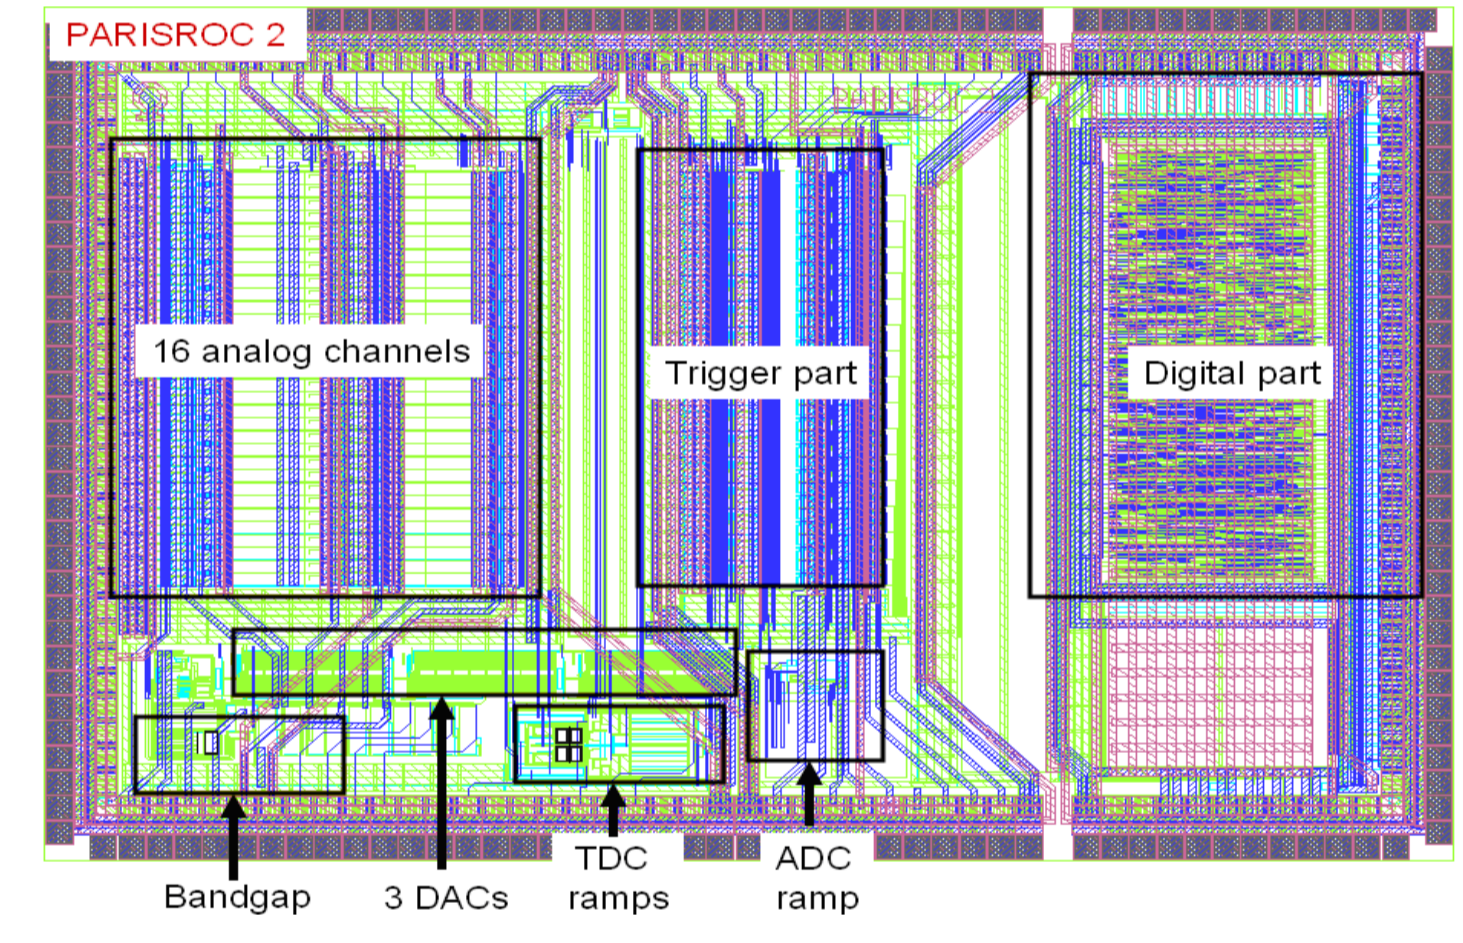 PARISROC 2
16 analog channels
Trigger part
Digital part
Bandgap
3 DACs
TDC
ramps
ADC
ramp